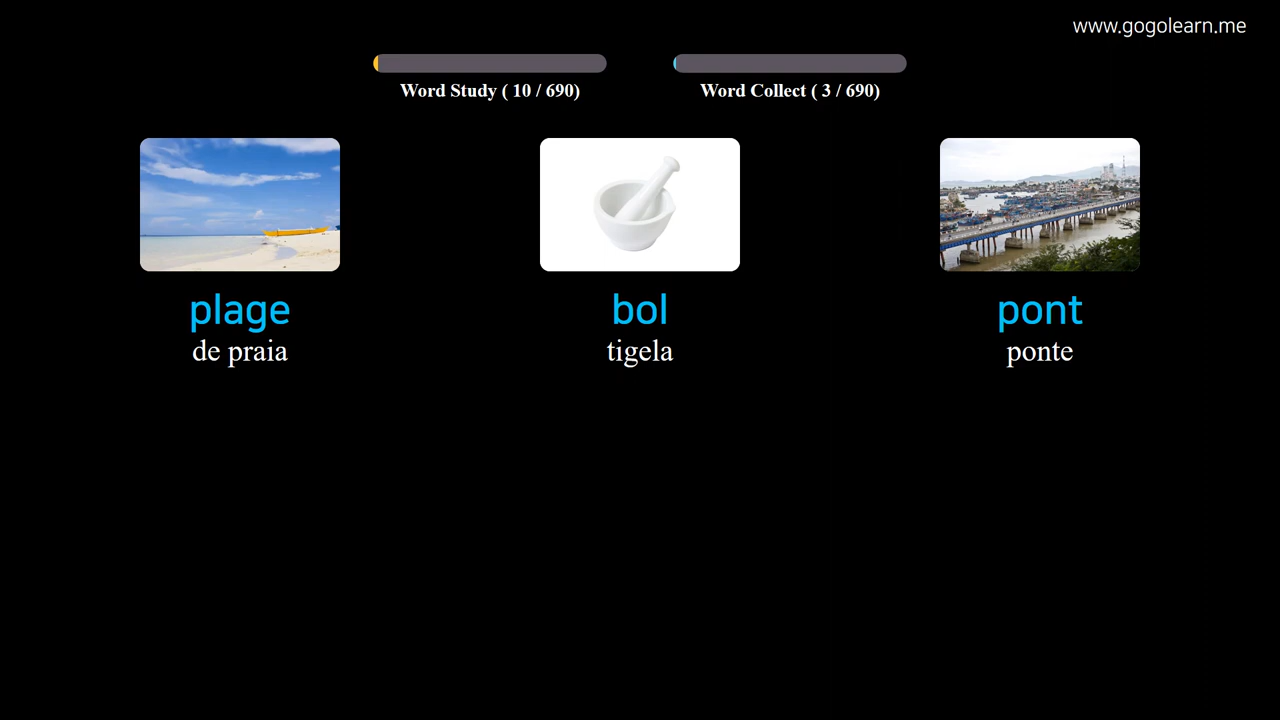 www.gogolearn.me
Word Study ( 10 / 690)
Word Collect ( 3 / 690)
plage
bol
pont
de praia
tigela
ponte